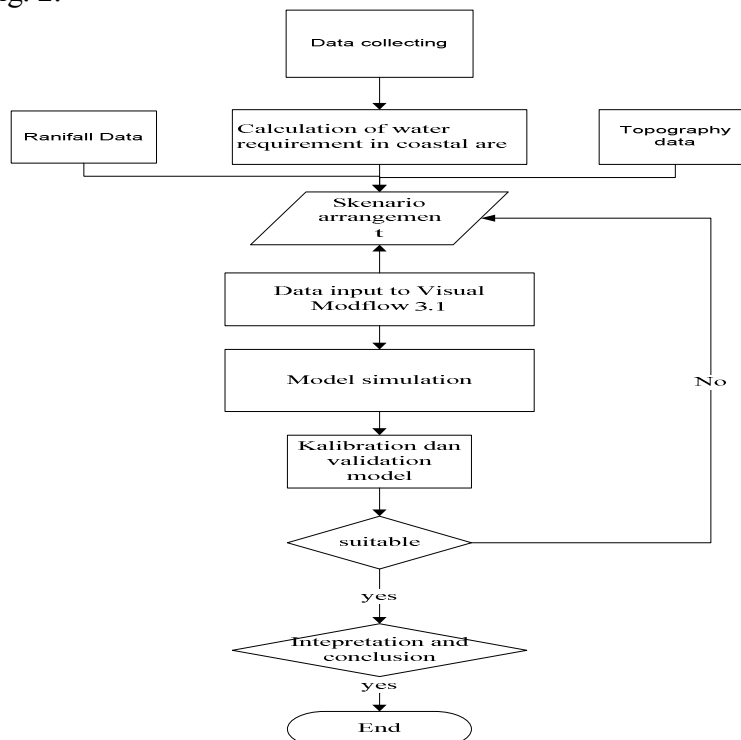 Data collecting
Ranifall Data
Calculation of water
requirement in coastal are
Topography
data
Skenario
arrangemen
t
Data input to Visual
Modflow 3.1
Model simulation
No
Kalibration dan
validation
model
suitable
yes
Intepretation and
conclusion
yes
End